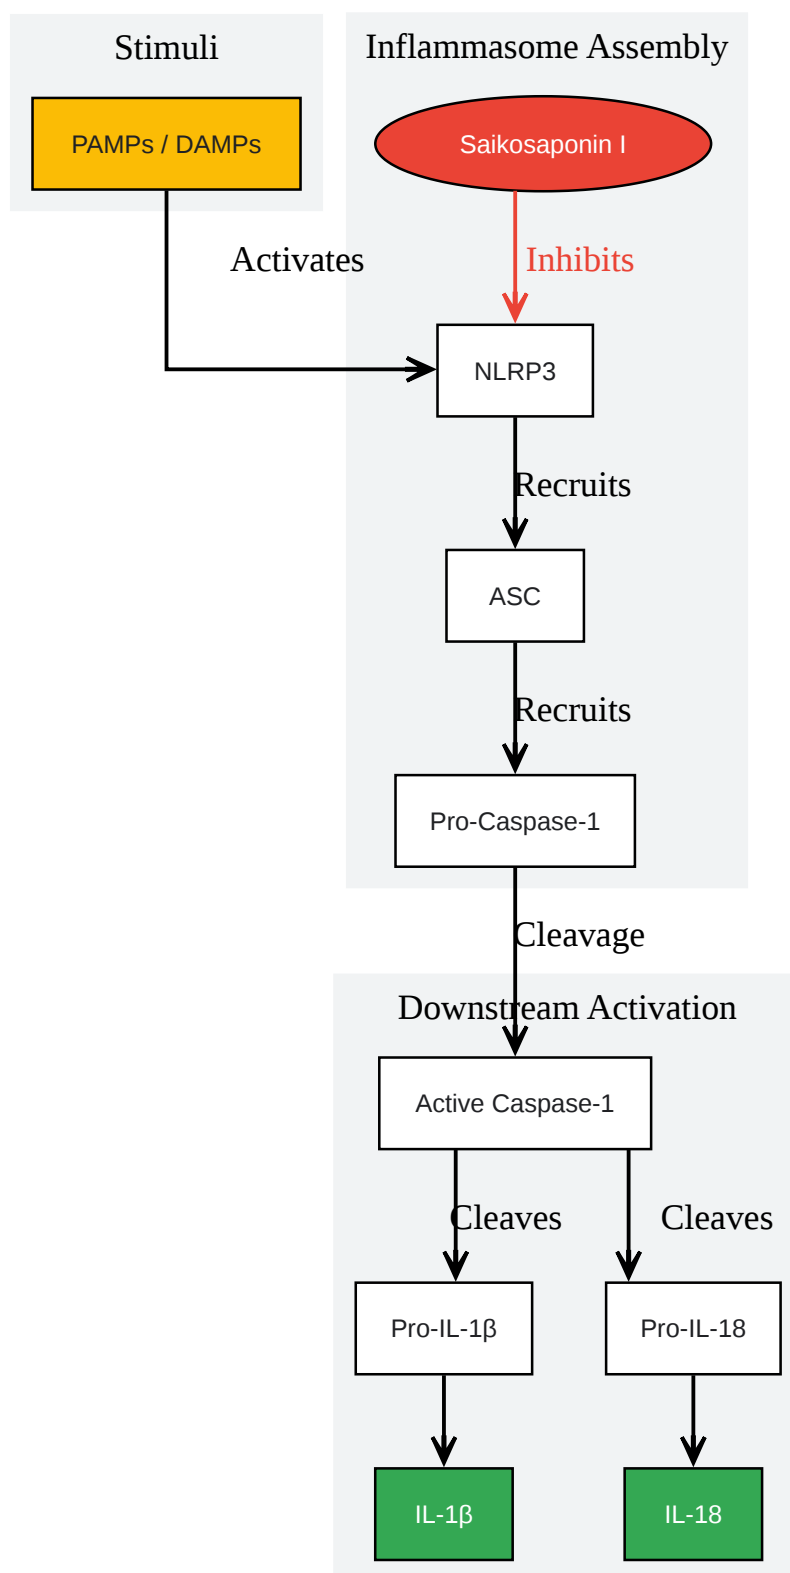 Stimuli
Inflammasome Assembly
PAMPs / DAMPs
Saikosaponin I
Activates
Inhibits
NLRP3
Recruits
ASC
Recruits
Pro-Caspase-1
Cleavage
Downstream Activation
Active Caspase-1
Cleaves
Cleaves
Pro-IL-1β
Pro-IL-18
IL-1β
IL-18